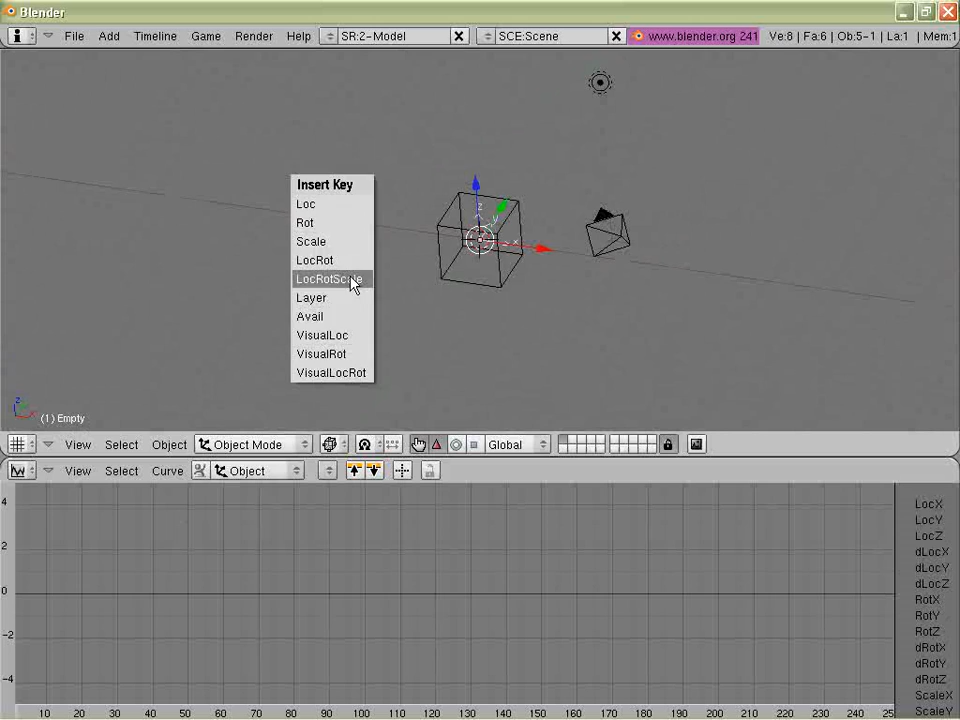 Blender
File Add Timeline Game Render Help SR:2-Model SCE:Scene www.blender.org 241 Ve:8 | Fa:6 | Ob:5-1 | La:1 | Mem:1
Insert Key
Loc
Rot
Scale
LocRot
LocRotScale
Layer
Avail
VisualLoc
VisualRot
VisualLocRot
z
y
x
z
x
(1) Empty
View Select Object Object Mode Global
View Select Curve Object
4
2
0
-2
-4
LocX
LocY
LocZ
dLocX
dLocY
dLocZ
RotX
RotY
RotZ
dRotX
dRotY
dRotZ
ScaleX
ScaleY
10 20 30 40 50 60 70 80 90 100 110 120 130 140 150 160 170 180 190 200 210 220 230 240 25